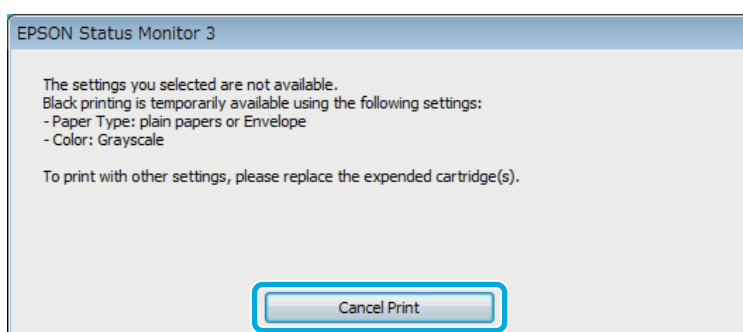 EPSON Status Monitor 3
The settings you selected are not available.
Black printing is temporarily available using the following settings:
- Paper Type: plain papers or Envelope
- Color: Grayscale
To print with other settings, please replace the expended cartridge(s).
Cancel Print